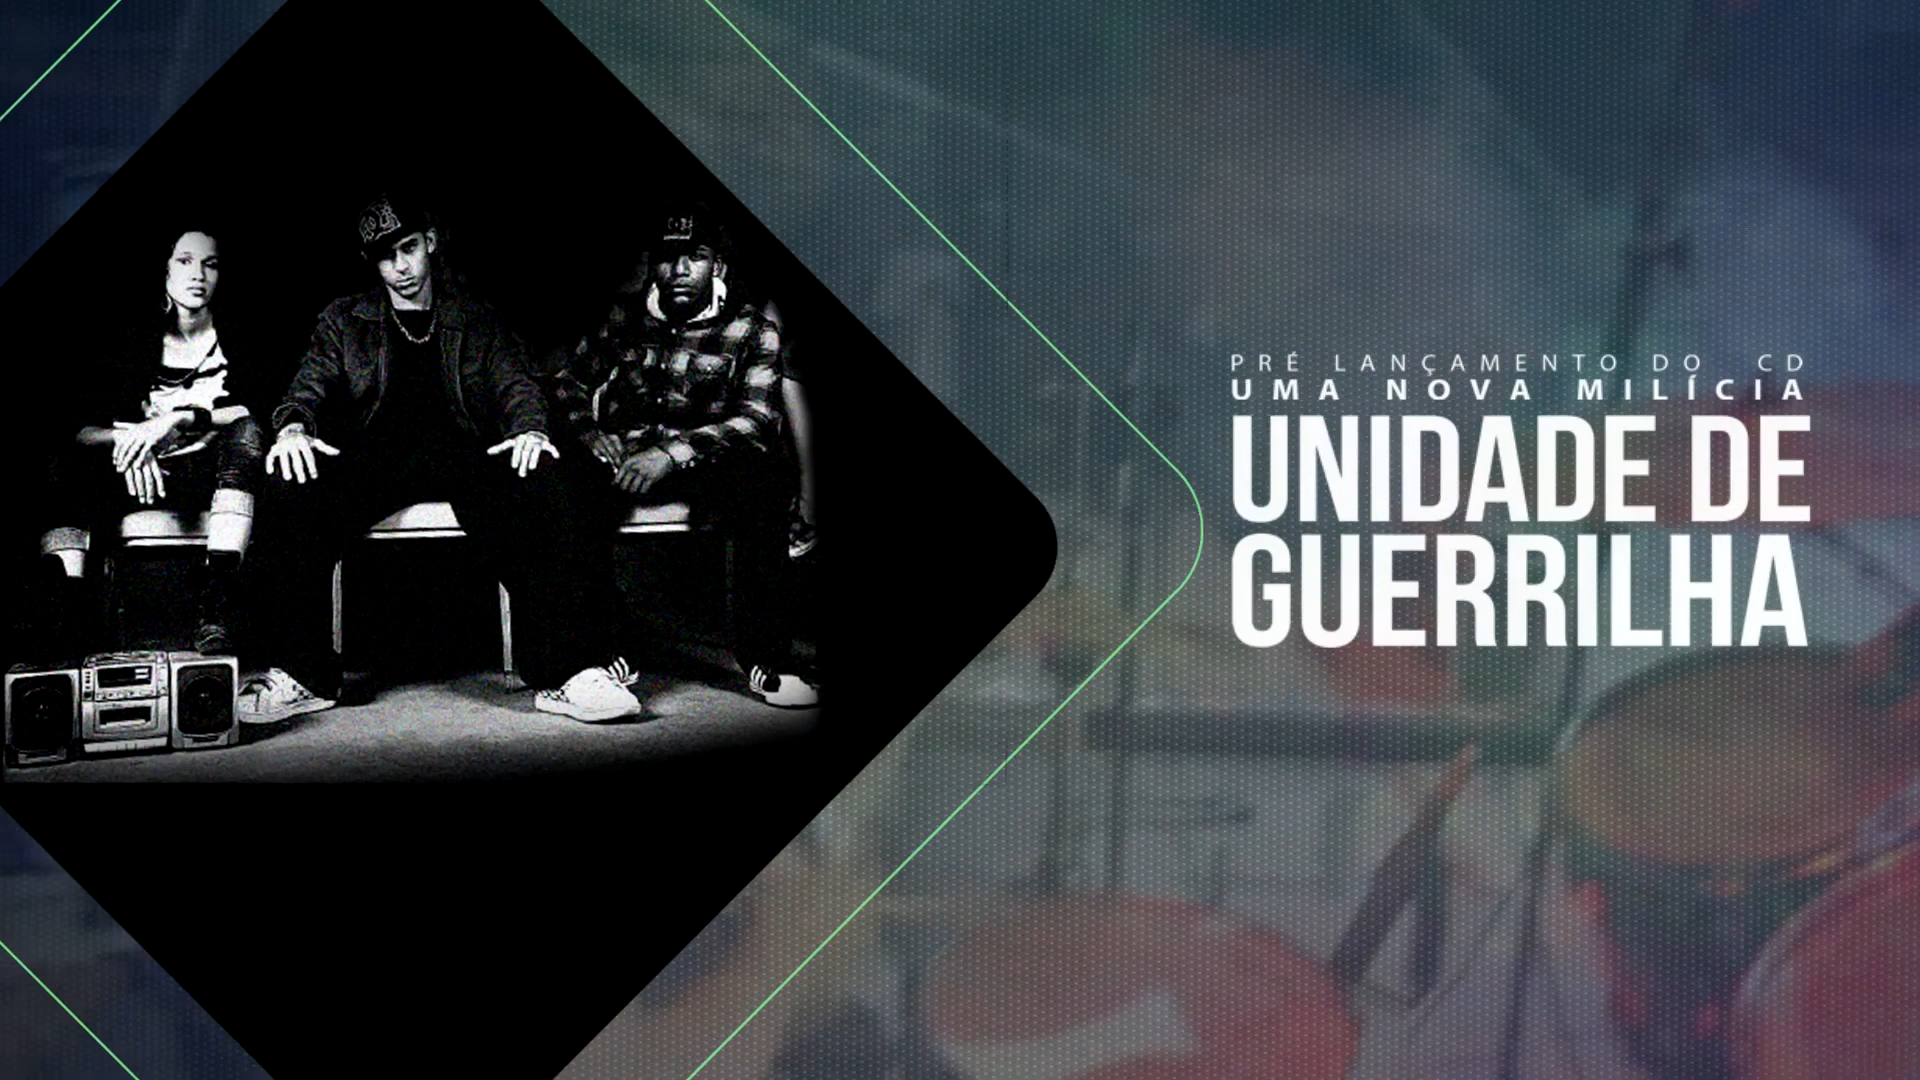 PRÉ LANÇAMENTO DO CD
UMA NOVA MILÍCIA
UNIDADE DE
GUERRILHA